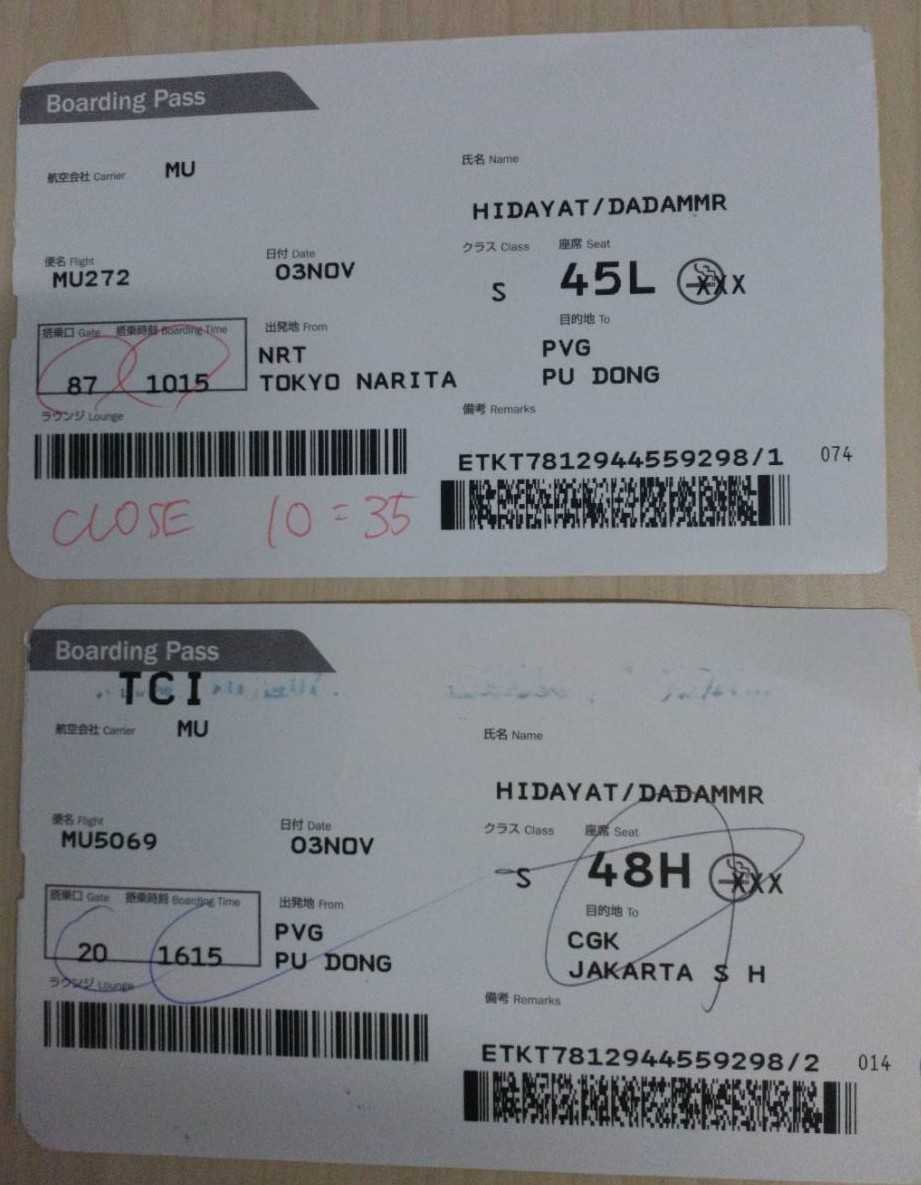 Boarding Pass
航空会社 Carrier MU
氏名 Name
HIDAYAT/DADAMMR
便名 Flight 日付 Date クラス Class 座席 Seat
MU272 03NOV S 45L XXX
搭乗口 Gate 搭乗時刻 Boarding Time 出発地 From 目的地 To
87 1015 NRT PVG
TOKYO NARITA PU DONG
ラウンジ Lounge 備考 Remarks
ETKT7812944559298/1 074
CLOSE 10:35
Boarding Pass
TCI
航空会社 Carrier MU
氏名 Name
HIDAYAT/DADAMMR
便名 Flight 日付 Date クラス Class 座席 Seat
MU5069 03NOV S 48H XXX
搭乗口 Gate 搭乗時刻 Boarding Time 出発地 From 目的地 To
20 1615 PVG CGK
PU DONG JAKARTA S H
ラウンジ Lounge 備考 Remarks
ETKT7812944559298/2 014